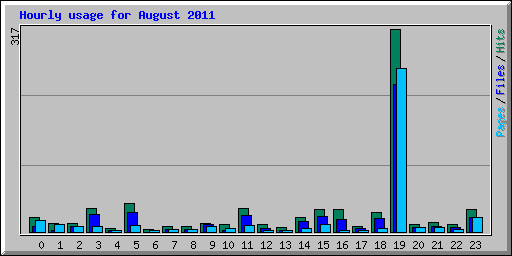 Hourly usage for August 2011
317
Pages/Files/Hits
0 1 2 3 4 5 6 7 8 9 10 11 12 13 14 15 16 17 18 19 20 21 22 23